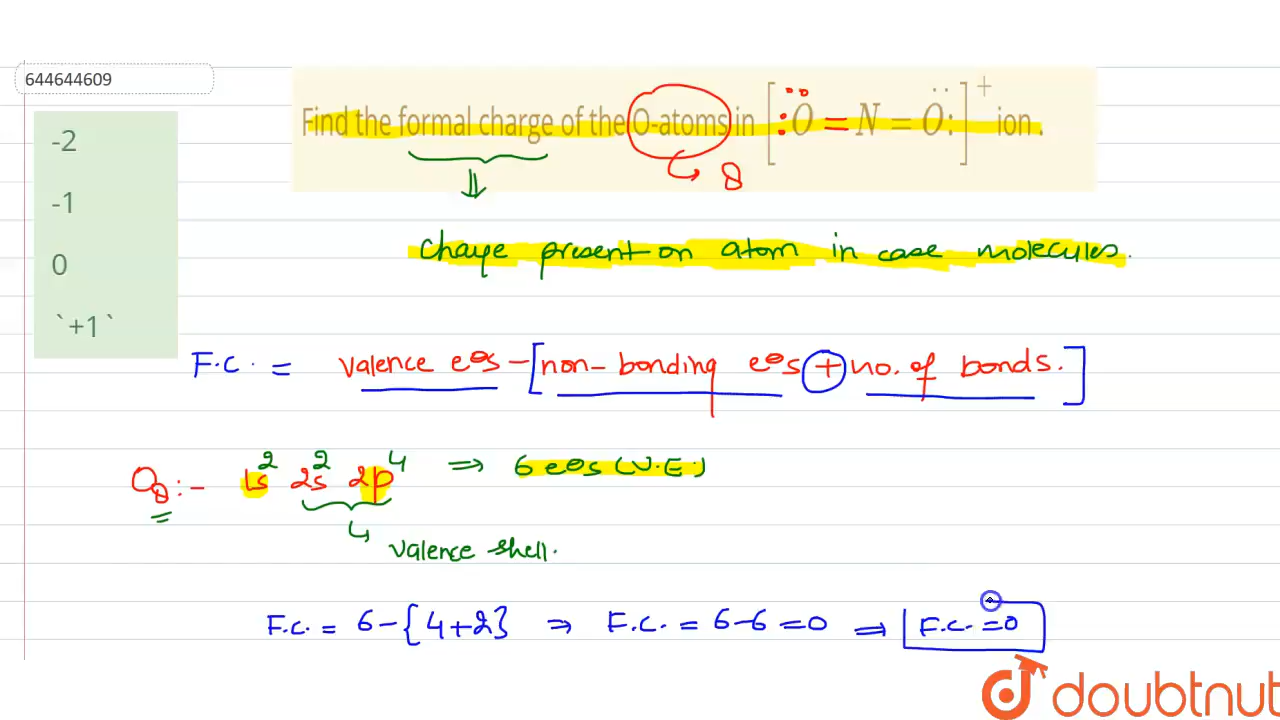 644644609
-2
-1
0
`+1`
Find the formal charge of the O-atoms in [:Ö = N = Ö:]⁺ ion.
8
Charge present on atom in case molecules.
F.C. = valence e⊖s - [non-bonding e⊖s + no. of bonds.]
O₈:- 1s² 2s² 2p⁴ ⇒ 6 e⊖s (V.E.)
↳ valence shell.
F.C. = 6-{4+2} ⇒ F.C. = 6-6=0 ⇒ F.C.=0
doubtnut